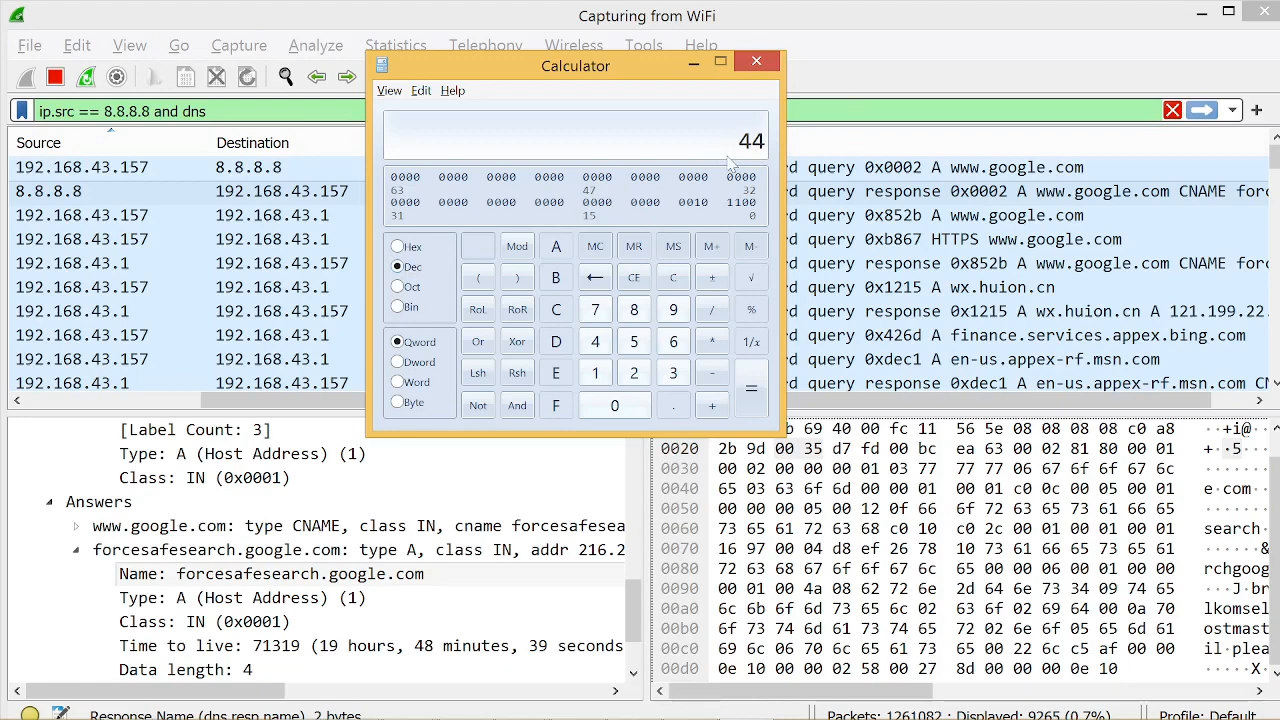 Capturing from WiFi
File Edit View Go Capture Analyze Statistics Telephony Wireless Tools Help
ip.src == 8.8.8.8 and dns
Source Destination
192.168.43.157 8.8.8.8 query 0x0002 A www.google.com
8.8.8.8 192.168.43.157 query response 0x0002 A www.google.com CNAME forc
192.168.43.157 192.168.43.1 query 0x852b A www.google.com
192.168.43.157 192.168.43.1 query 0xb867 HTTPS www.google.com
192.168.43.1 192.168.43.157 query response 0x852b A www.google.com CNAME forc
192.168.43.157 192.168.43.1 query 0x1215 A wx.huion.cn
192.168.43.1 192.168.43.157 query response 0x1215 A wx.huion.cn A 121.199.22.
192.168.43.157 192.168.43.1 query 0x426d A finance.services.appex.bing.com
192.168.43.157 192.168.43.1 query 0xdec1 A en-us.appex-rf.msn.com
192.168.43.1 192.168.43.157 query response 0xdec1 A en-us.appex-rf.msn.com CN
Calculator
View Edit Help
44
0000 0000 0000 0000 0000 0000 0000 0000
63 47 32
0000 0000 0000 0000 0000 0000 0010 1100
31 15 0
Hex Mod A MC MR MS M+ M-
Dec ( ) B ← CE C ± √
Oct
Bin RoL RoR C 7 8 9 / %
Qword Or Xor D 4 5 6 * 1/x
Dword
Word Lsh Rsh E 1 2 3 - =
Byte Not And F 0 . +
[Label Count: 3]
Type: A (Host Address) (1)
Class: IN (0x0001)
Answers
www.google.com: type CNAME, class IN, cname forcesafesea
forcesafesearch.google.com: type A, class IN, addr 216.2
Name: forcesafesearch.google.com
Type: A (Host Address) (1)
Class: IN (0x0001)
Time to live: 71319 (19 hours, 48 minutes, 39 seconds
Data length: 4
69 40 00 fc 11 56 5e 08 08 08 08 c0 a8 ··+i@
0020 2b 9d 00 35 d7 fd 00 bc ea 63 00 02 81 80 00 01 + ·5
0030 00 02 00 00 00 01 03 77 77 77 06 67 6f 6f 67 6c
0040 65 03 63 6f 6d 00 00 01 00 01 c0 0c 00 05 00 01 e·com
0050 00 00 00 05 00 12 0f 66 6f 72 63 65 73 61 66 65
0060 73 65 61 72 63 68 c0 10 c0 2c 00 01 00 01 00 01 search
0070 16 97 00 04 d8 ef 26 78 10 73 61 66 65 73 65 61 ······&
0080 72 63 68 67 6f 6f 67 6c 65 00 00 06 00 01 00 00 rchgoog
0090 00 01 00 4a 08 62 72 6e 2d 64 6e 73 34 09 74 65 ···J·br
00a0 6c 6b 6f 6d 73 65 6c 02 63 6f 02 69 64 00 0a 70 lkomsel
00b0 6f 73 74 6d 61 73 74 65 72 02 6e 6f 05 65 6d 61 ostmast
00c0 69 6c 06 70 6c 65 61 73 65 00 22 6c c5 af 00 00 il·plea
00d0 0e 10 00 00 02 58 00 27 8d 00 00 00 0e 10 ·····X
Response Name (dns.resp.name), 2 bytes
Packets: 1261082 · Displayed: 9265 (0.7%)
Profile: Default